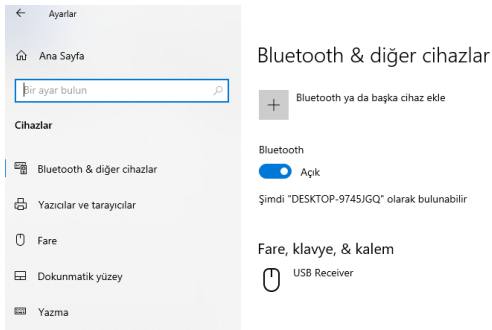 Ayarlar
Ana Sayfa
Bir ayar bulun
Cihazlar
Bluetooth & diğer cihazlar
Yazıcılar ve tarayıcılar
Fare
Dokunmatik yüzey
Yazma
Bluetooth & diğer cihazlar
Bluetooth ya da başka cihaz ekle
Bluetooth
Açık
Şimdi "DESKTOP-9745JGQ" olarak bulunabilir
Fare, klavye, & kalem
USB Receiver